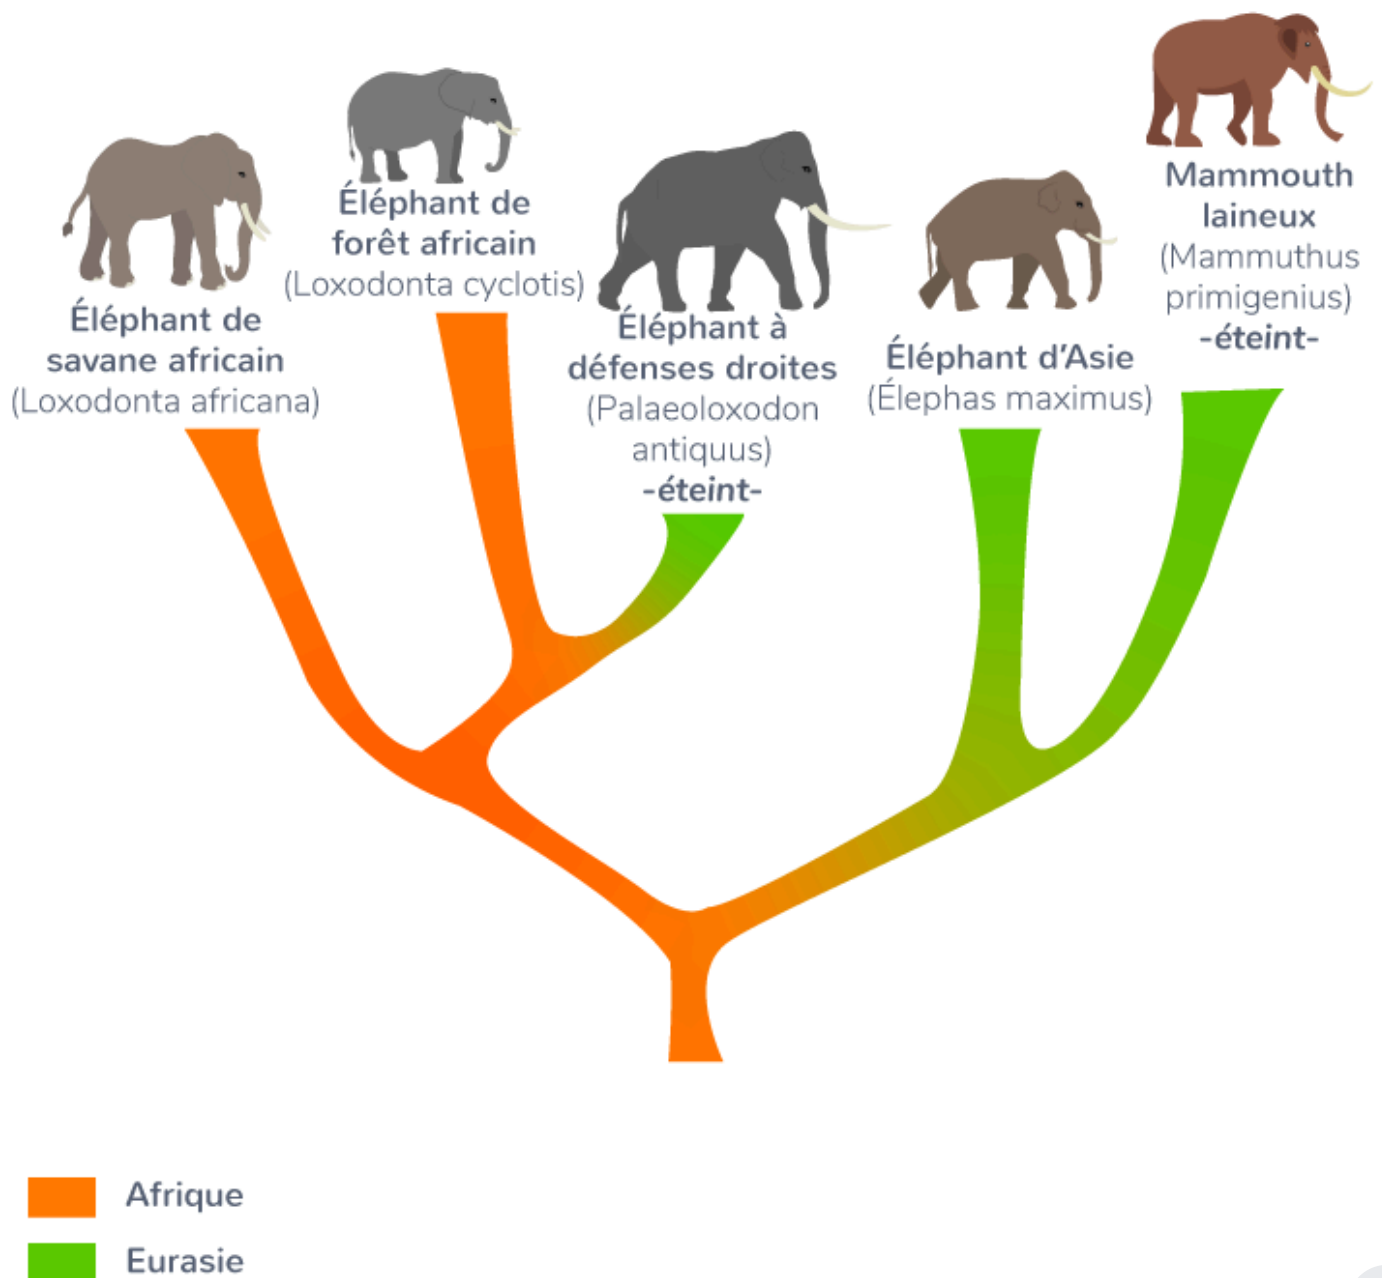 Éléphant de
savane africain
(Loxodonta africana)
Éléphant de
forêt africain
(Loxodonta cyclotis)
Éléphant à
défenses droites
(Palaeoloxodon
antiquus)
-éteint-
Éléphant d’Asie
(Élephas maximus)
Mammouth
laineux
(Mammuthus
primigenius)
-éteint-
Afrique
Eurasie